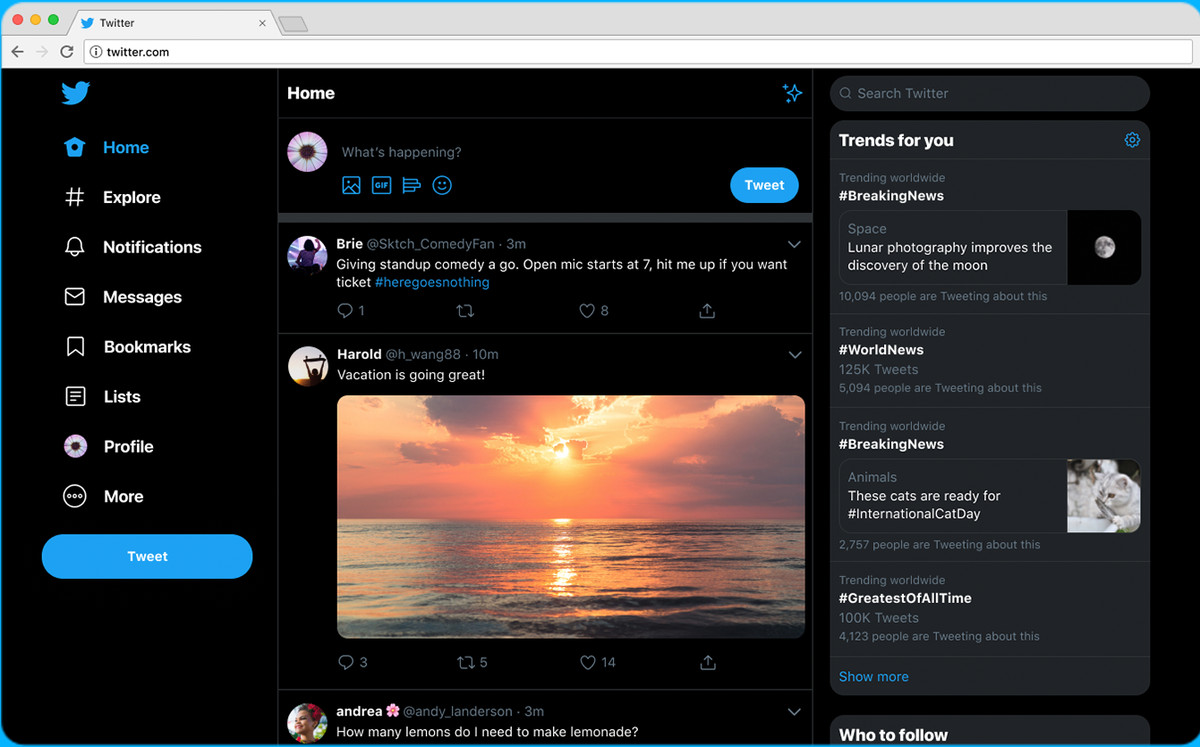 Twitter
twitter.com
Home
Explore
Notifications
Messages
Bookmarks
Lists
Profile
More
Tweet
Home
What's happening?
GIF
Tweet
Brie @Sktch_ComedyFan · 3m
Giving standup comedy a go. Open mic starts at 7, hit me up if you want
ticket #heregoesnothing
1
8
Harold @h_wang88 · 10m
Vacation is going great!
3
5
14
andrea 🌸 @andy_landerson · 3m
How many lemons do I need to make lemonade?
Search Twitter
Trends for you
Trending worldwide
#BreakingNews
Space
Lunar photography improves the
discovery of the moon
10,094 people are Tweeting about this
Trending worldwide
#WorldNews
125K Tweets
5,094 people are Tweeting about this
Trending worldwide
#BreakingNews
Animals
These cats are ready for
#InternationalCatDay
2,757 people are Tweeting about this
Trending worldwide
#GreatestOfAllTime
100K Tweets
4,123 people are Tweeting about this
Show more
Who to follow